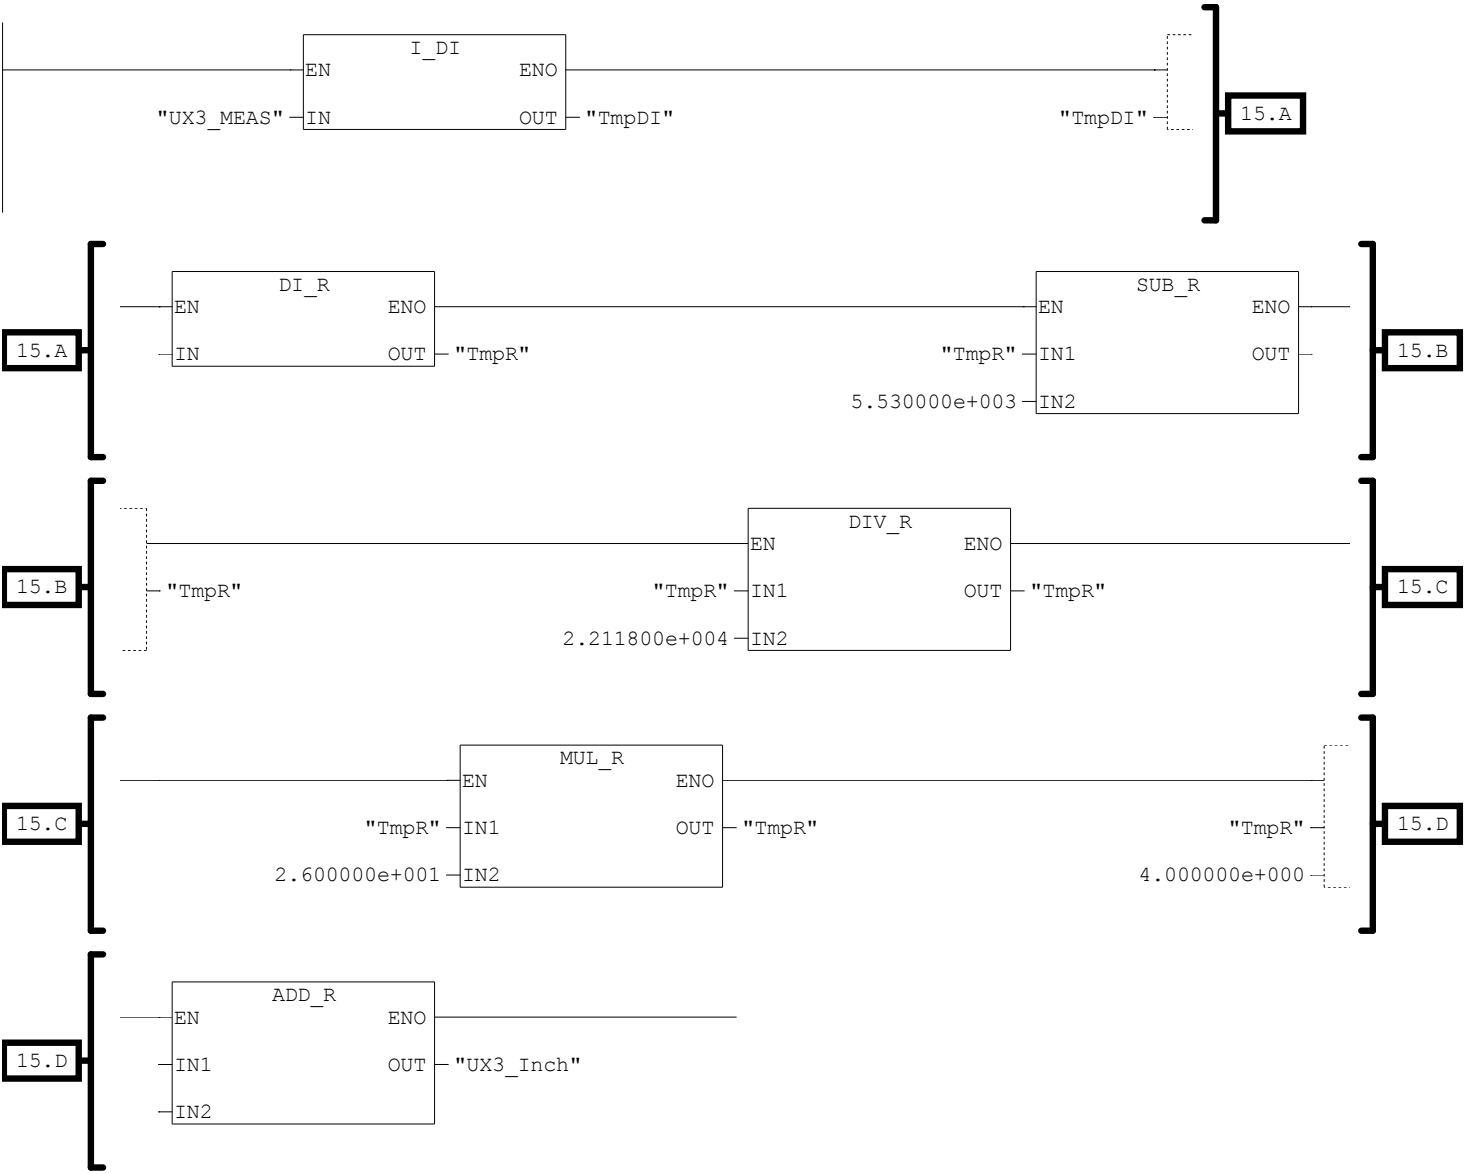 I_DI
EN ENO
"UX3_MEAS" IN OUT "TmpDI" "TmpDI" 15.A
DI_R SUB_R
EN ENO EN ENO
15.A IN OUT "TmpR" "TmpR" IN1 OUT 15.B
5.530000e+003 IN2
DIV_R
EN ENO
15.B "TmpR" "TmpR" IN1 OUT "TmpR" 15.C
2.211800e+004 IN2
MUL_R
EN ENO
15.C "TmpR" IN1 OUT "TmpR" "TmpR" 15.D
2.600000e+001 IN2 4.000000e+000
ADD_R
EN ENO
15.D IN1 OUT "UX3_Inch"
IN2